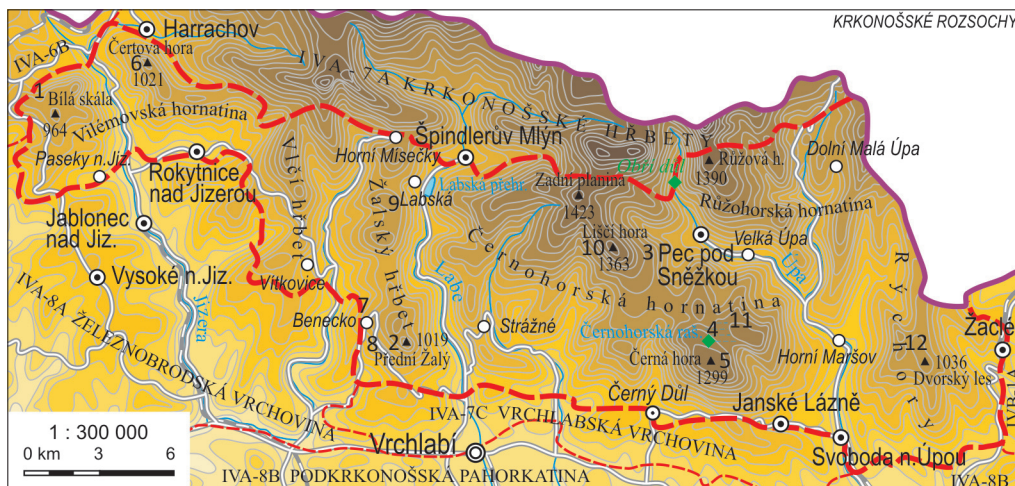 KRKONOŠSKÉ ROZSOCHY
Harrachov
IVA-6B
Čertova hora
6
1021
IVA-7A KRKONOŠSKÉ HŘBETY
1
Bílá skála
964
Vilémovská hornatina
Paseky n.Jiz.
Rokytnice
nad Jizerou
Vlčí hřbet
Horní Mísečky
Špindlerův Mlýn
Labská přehr.
Labská
9
Žalský hřbet
Obří důl
Růžová h.
1390
Dolní Malá Úpa
Zadní planina
1423
Růžohorská hornatina
Jablonec
nad Jiz.
Liščí hora
10
1363
3
Pec pod
Sněžkou
Velká Úpa
Úpa
Černohorská hornatina
Rýchory
Vysoké n.Jiz.
Vítkovice
Labe
Jizera
IVA-8A ŽELEZNOBRODSKÁ VRCHOVINA
7
Benecko
8
2
1019
Přední Žalý
Strážné
Černohorská raš.
4
11
Černá hora
5
1299
Horní Maršov
12
1036
Dvorský les
Žacléř
IVB-1A
1 : 300 000
0 km 3 6
Černý Důl
Janské Lázně
IVA-7C VRCHLABSKÁ VRCHOVINA
Vrchlabí
Svoboda n.Úpou
IVA-8B PODKRKONOŠSKÁ PAHORKATINA
IVA-8B